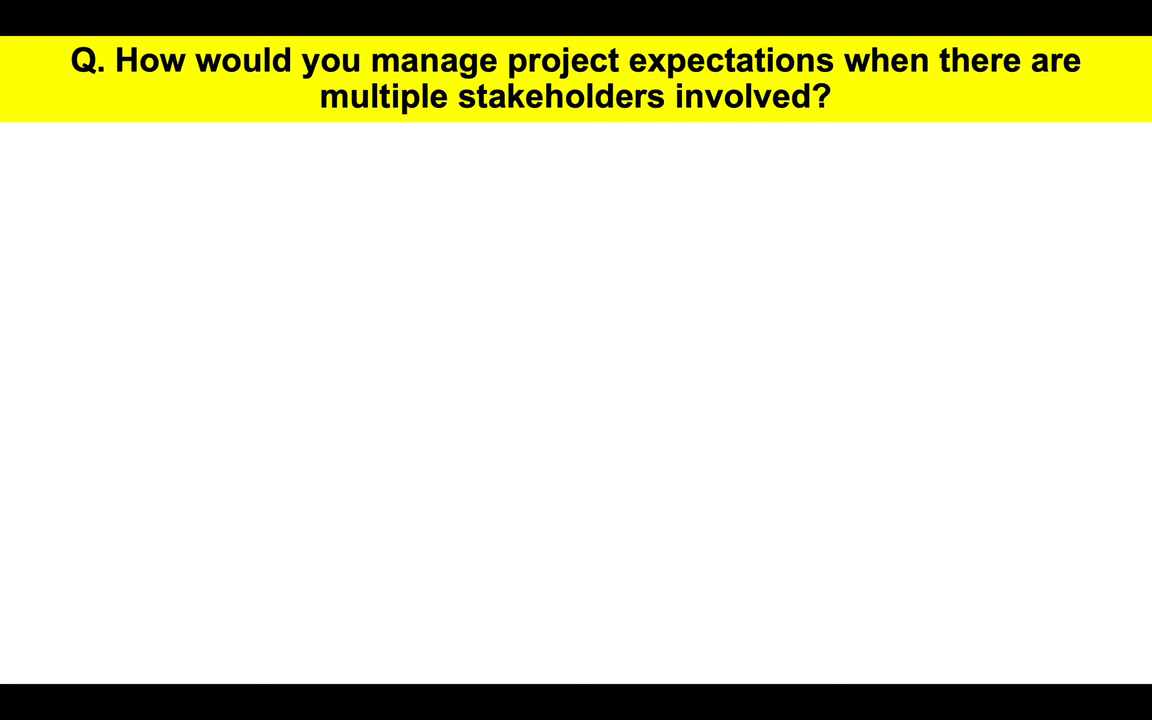 Q. How would you manage project expectations when there are
multiple stakeholders involved?